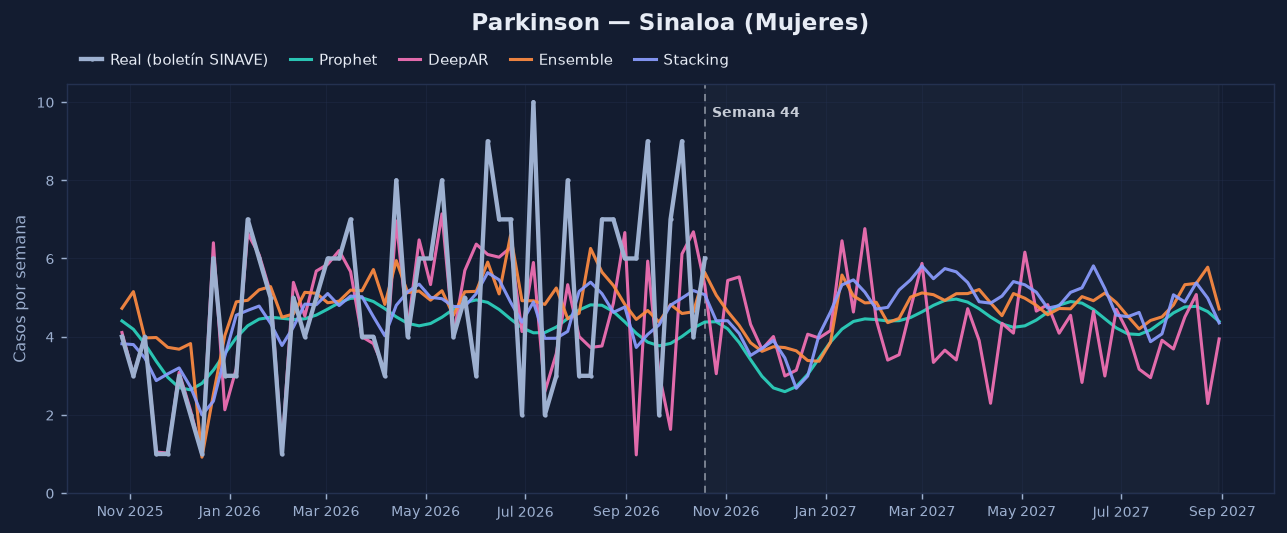 Parkinson — Sinaloa (Mujeres)
Real (boletín SINAVE) Prophet DeepAR Ensemble Stacking
Semana 44
Casos por semana
10
8
6
4
2
0
Nov 2025 Jan 2026 Mar 2026 May 2026 Jul 2026 Sep 2026 Nov 2026 Jan 2027 Mar 2027 May 2027 Jul 2027 Sep 2027